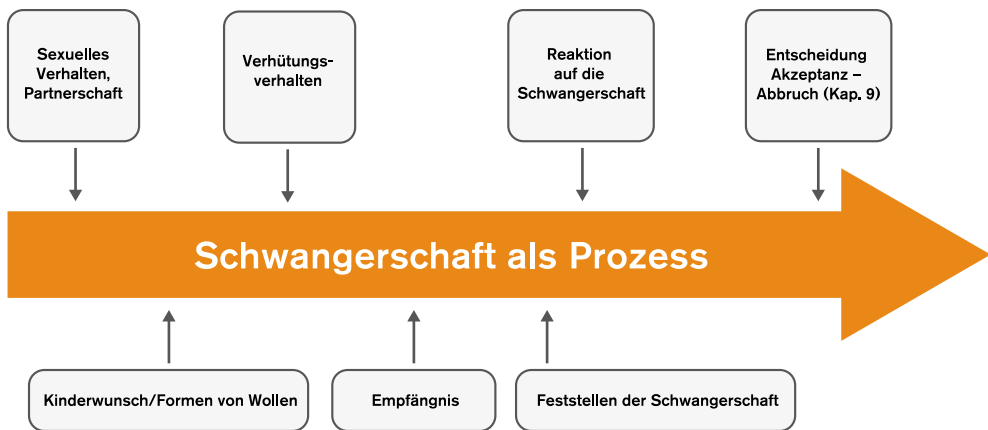 Sexuelles
Verhalten,
Partnerschaft
Verhütungs-
verhalten
Reaktion
auf die
Schwangerschaft
Entscheidung
Akzeptanz –
Abbruch (Kap. 9)
Schwangerschaft als Prozess
Kinderwunsch/Formen von Wollen
Empfängnis
Feststellen der Schwangerschaft